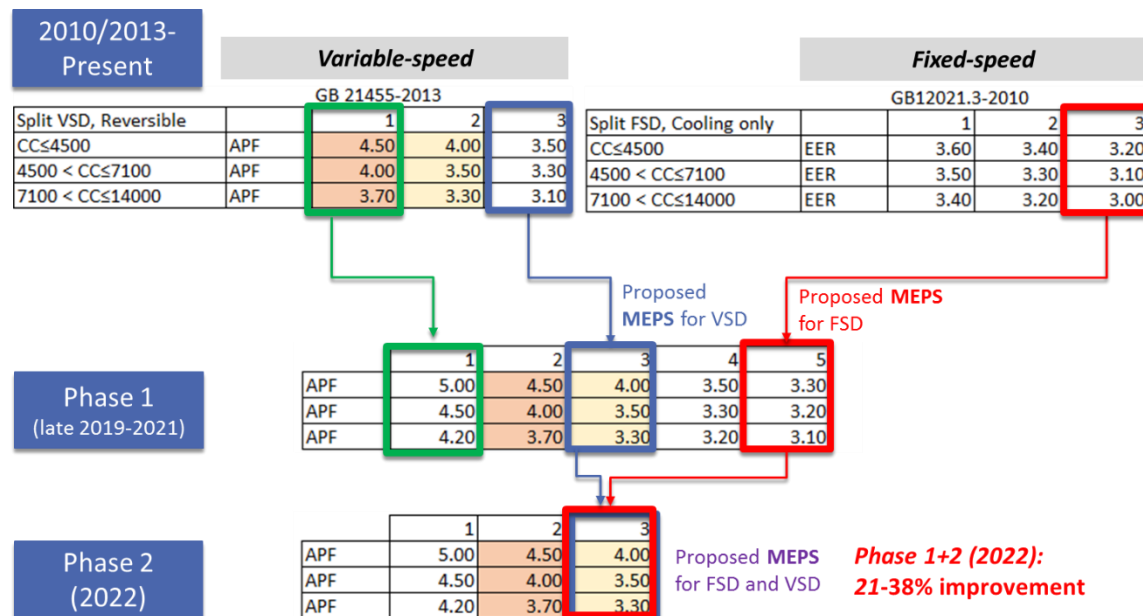 2010/2013-
Present
Variable-speed
Fixed-speed
GB 21455-2013
Split VSD, Reversible 1 2 3
CC≤4500 APF 4.50 4.00 3.50
4500 < CC≤7100 APF 4.00 3.50 3.30
7100 < CC≤14000 APF 3.70 3.30 3.10
GB12021.3-2010
Split FSD, Cooling only 1 2 3
CC≤4500 EER 3.60 3.40 3.20
4500 < CC≤7100 EER 3.50 3.30 3.10
7100 < CC≤14000 EER 3.40 3.20 3.00
Proposed
MEPS for VSD
Proposed MEPS
for FSD
Phase 1
(late 2019-2021)
1 2 3 4 5
APF 5.00 4.50 4.00 3.50 3.30
APF 4.50 4.00 3.50 3.30 3.20
APF 4.20 3.70 3.30 3.20 3.10
Phase 2
(2022)
1 2 3
APF 5.00 4.50 4.00
APF 4.50 4.00 3.50
APF 4.20 3.70 3.30
Proposed MEPS
for FSD and VSD
Phase 1+2 (2022):
21-38% improvement